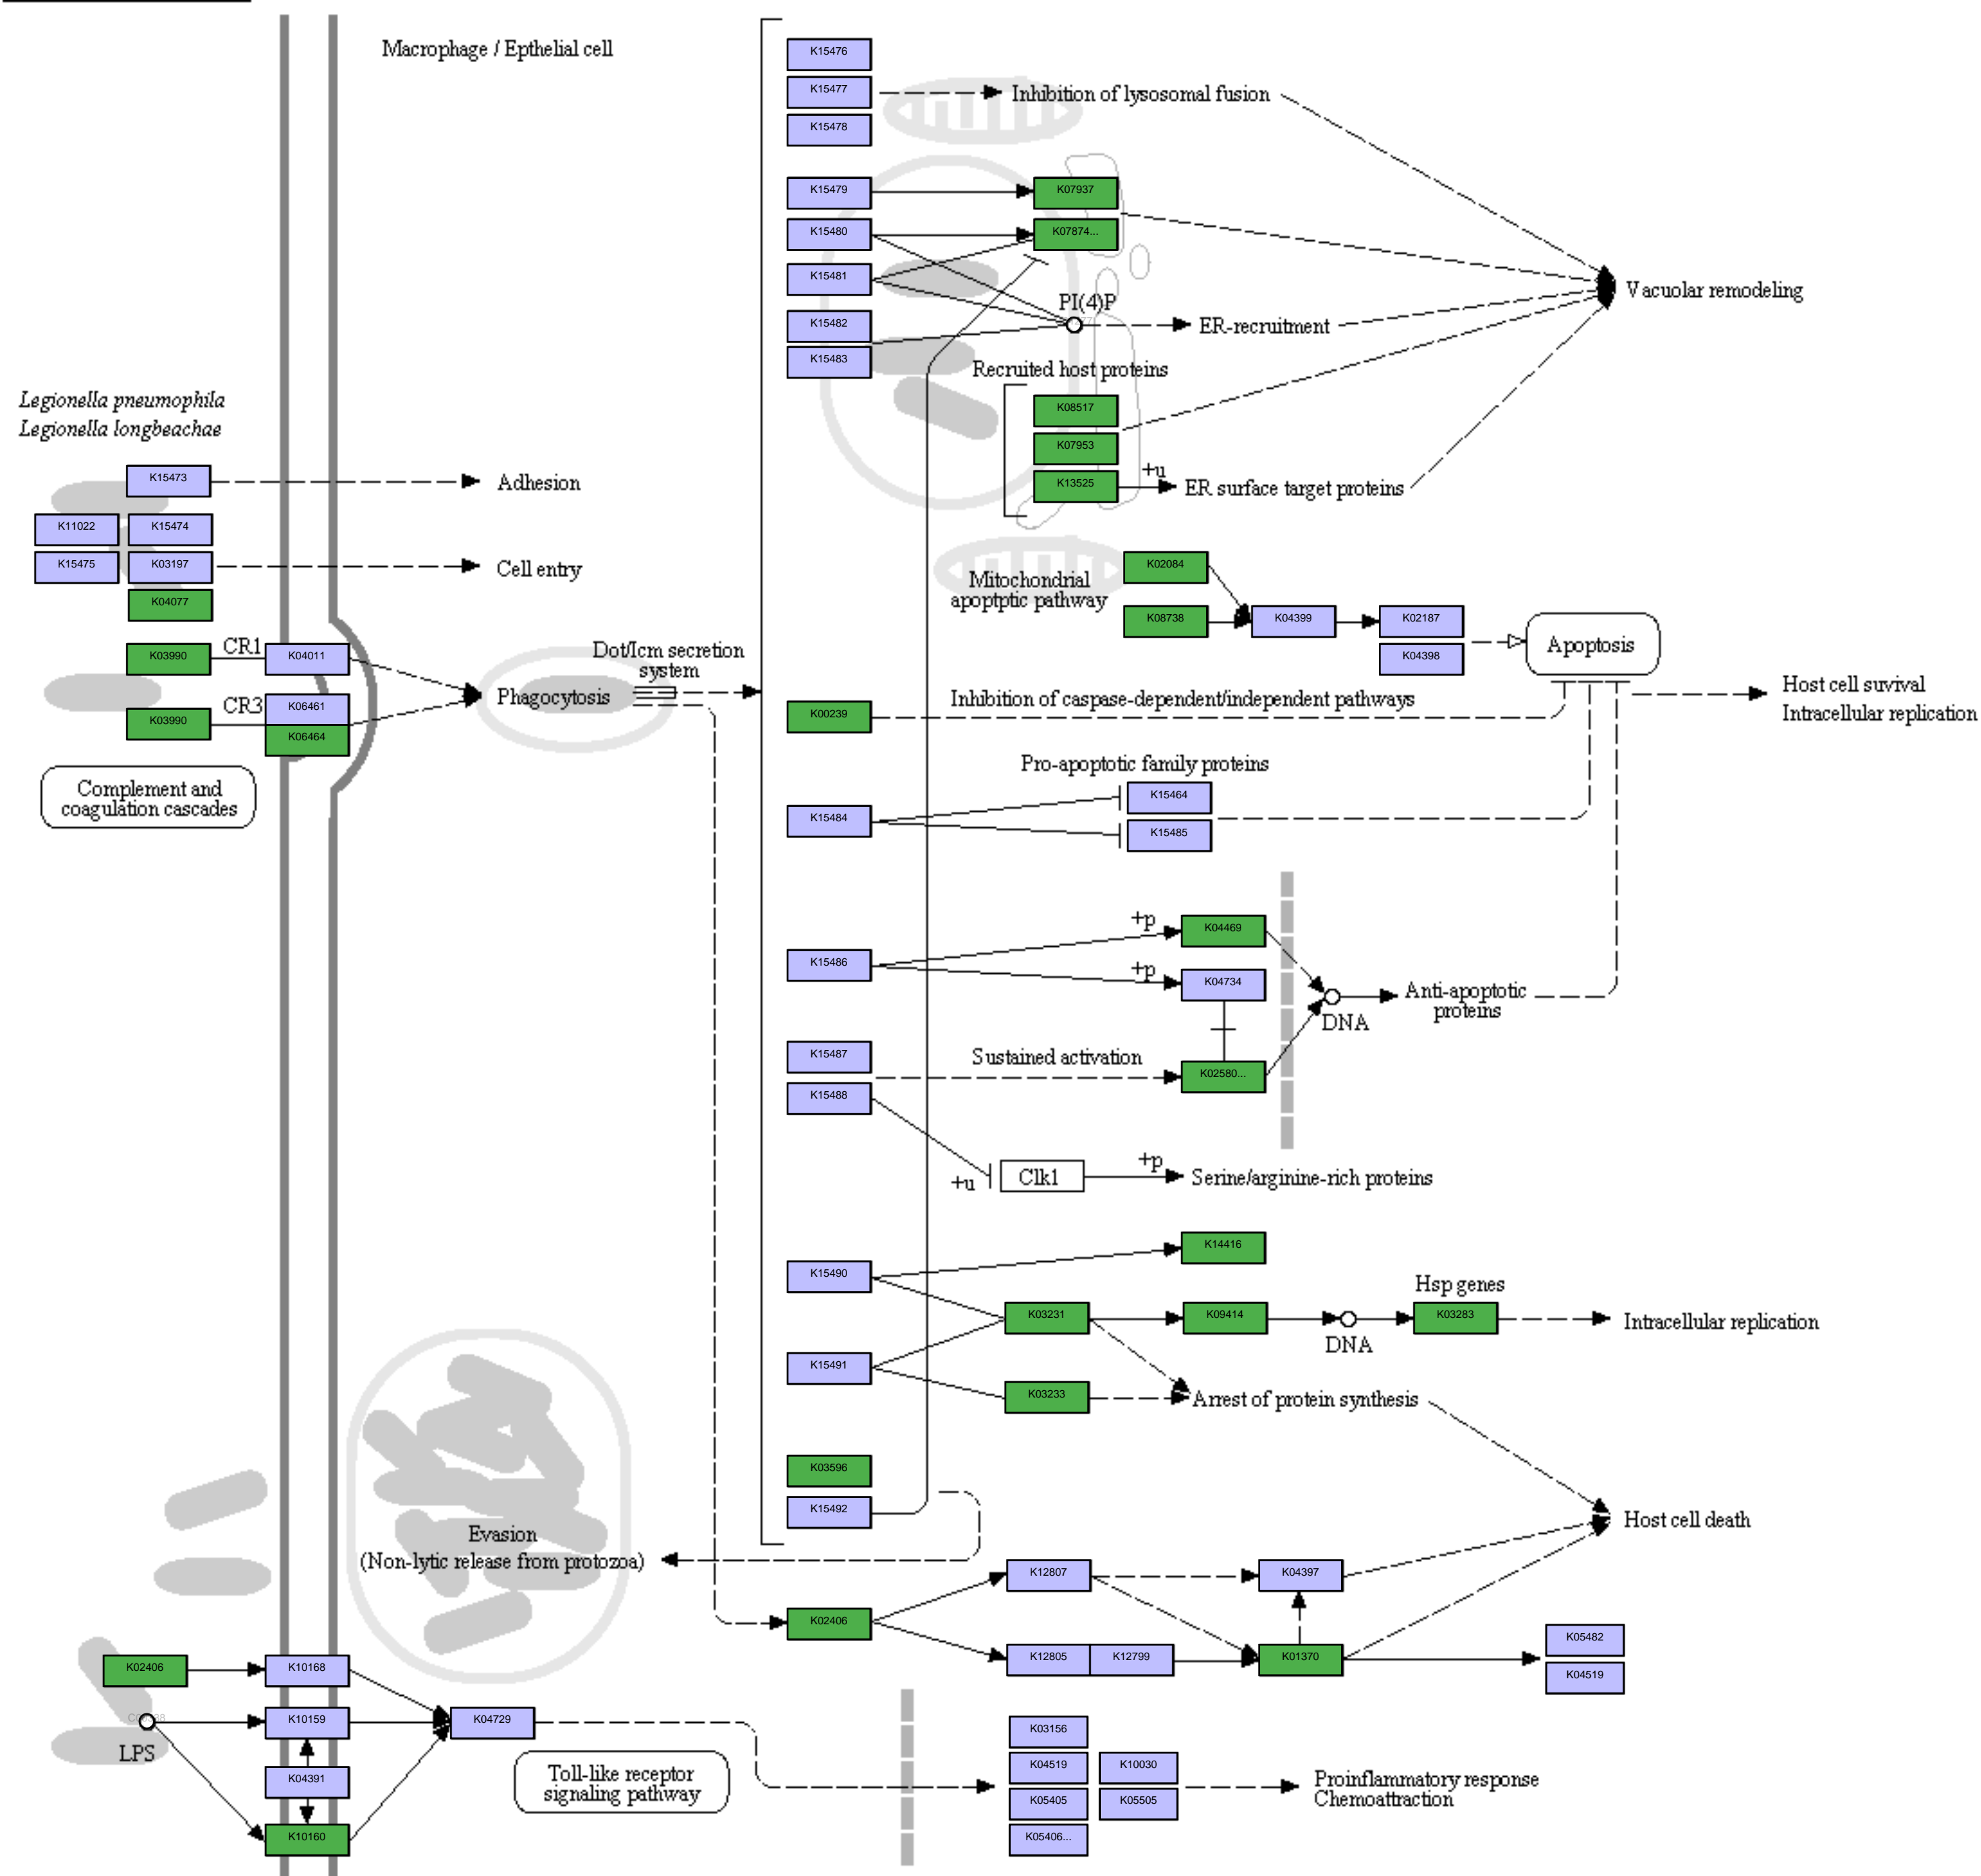 Macrophage / Epthelial cell
K15476
K15477
Inhibition of lysosomal fusion
K15478
K15479
K07937
K15480
K07874...
K15481
Vacuolar remodeling
PI(4)P
K15482
ER-recruitment
K15483
Recruited host proteins
Legionella pneumophila
Legionella longbeachae
K08517
K07953
K15473
Adhesion
+u
K13525
ER surface target proteins
K11022
K15474
K15475
K03197
Cell entry
K04077
Mitochondrial
apoptptic pathway
K02084
K08738
K04399
K02187
K04398
Apoptosis
K03990
CR1
K04011
Dot/Icm secretion
system
Phagocytosis
K03990
CR3
K06461
K06464
K00239
Inhibition of caspase-dependent/independent pathways
Host cell suvival
Intracellular replication
Complement and
coagulation cascades
Pro-apoptotic family proteins
K15464
K15484
K15485
+p
K04469
K15486
+p
K04734
DNA
Anti-apoptotic
proteins
K15487
Sustained activation
K02580...
K15488
+u
Clk1
+p
Serine/arginine-rich proteins
K14416
K15490
Hsp genes
K03231
K09414
DNA
K03283
Intracellular replication
K15491
K03233
Arrest of protein synthesis
K03596
K15492
Host cell death
Evasion
(Non-lytic release from protozoa)
K12807
K04397
K02406
K12805
K12799
K01370
K05482
K04519
K02406
K10168
K10159
K04729
LPS
K04391
K10160
Toll-like receptor
signaling pathway
K03156
K04519
K10030
K05405
K05505
K05406...
Proinflammatory response
Chemoattraction